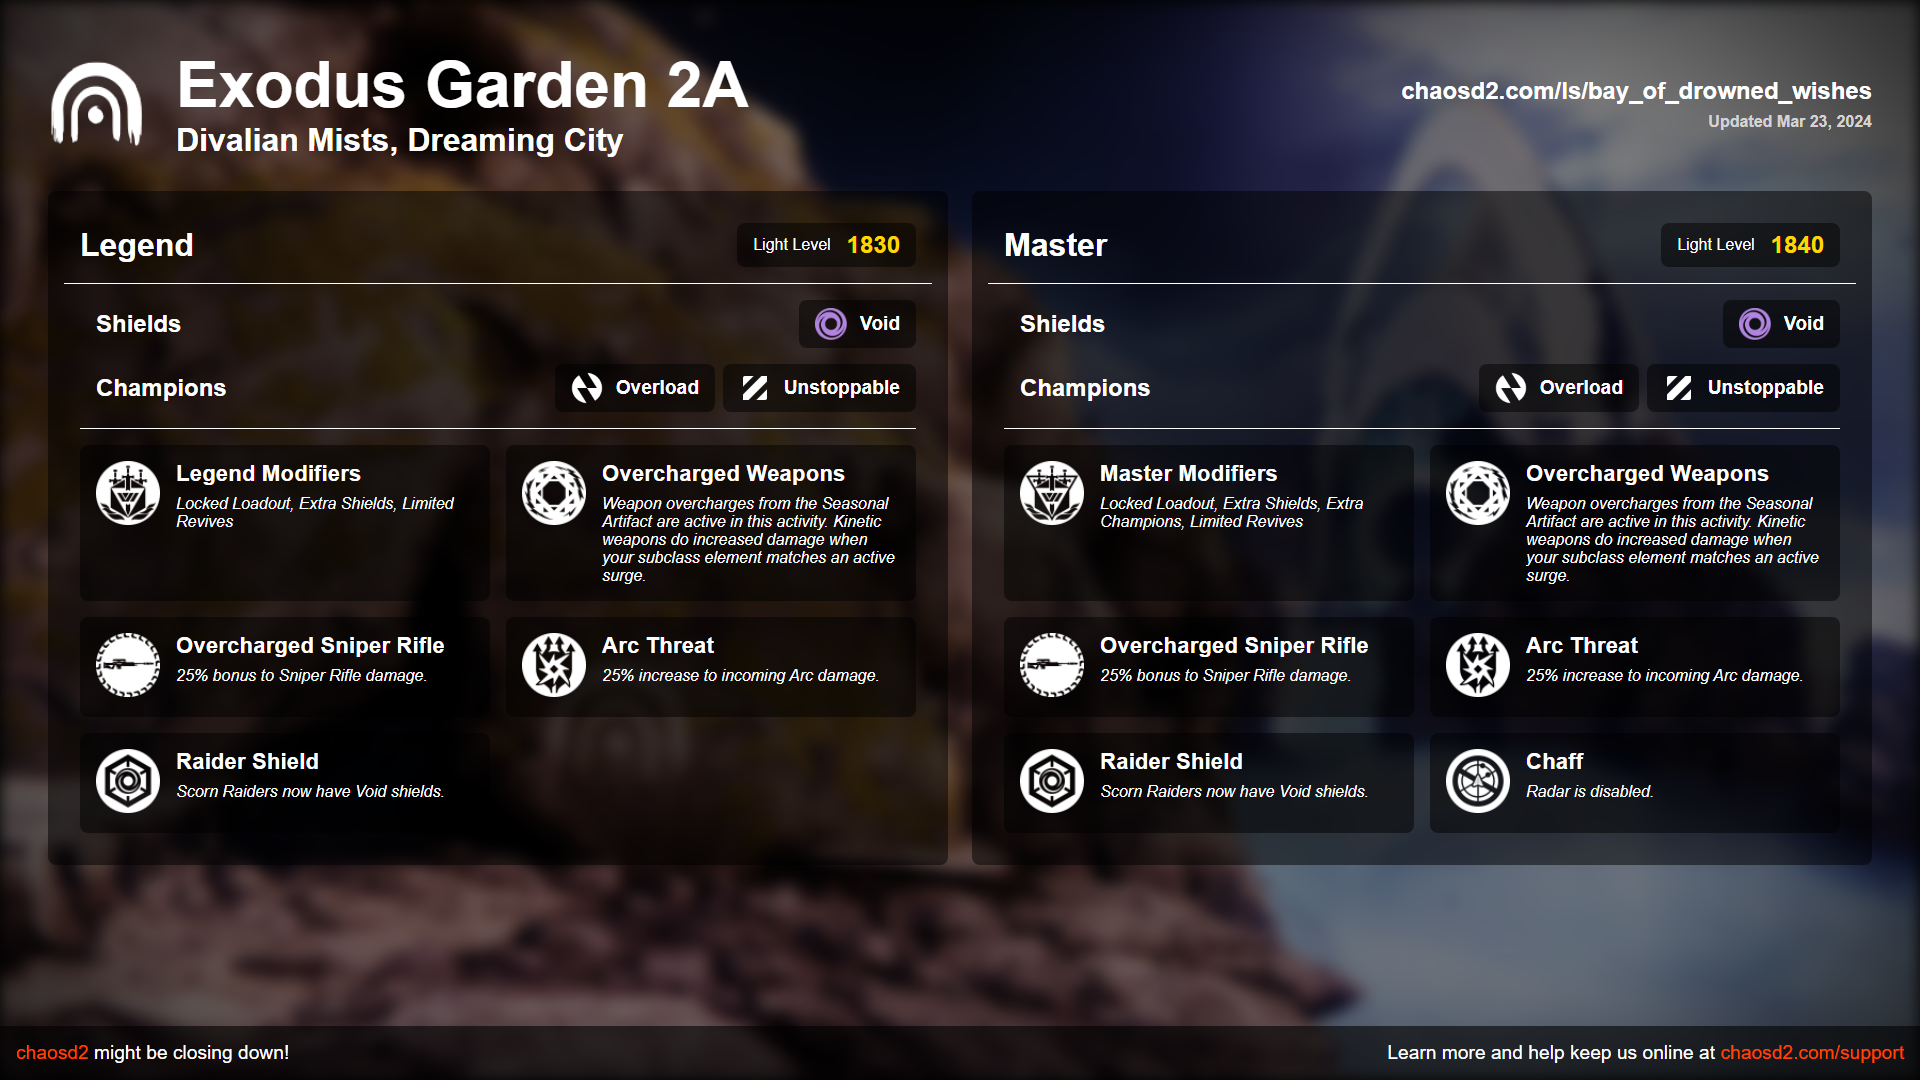 Exodus Garden 2A
Divalian Mists, Dreaming City
chaosd2.com/ls/bay_of_drowned_wishes
Updated Mar 23, 2024
Legend
Light Level 1830
Shields
Void
Champions
Overload
Unstoppable
Legend Modifiers
Locked Loadout, Extra Shields, Limited
Revives
Overcharged Weapons
Weapon overcharges from the Seasonal
Artifact are active in this activity. Kinetic
weapons do increased damage when
your subclass element matches an active
surge.
Overcharged Sniper Rifle
25% bonus to Sniper Rifle damage.
Arc Threat
25% increase to incoming Arc damage.
Raider Shield
Scorn Raiders now have Void shields.
Master
Light Level 1840
Shields
Void
Champions
Overload
Unstoppable
Master Modifiers
Locked Loadout, Extra Shields, Extra
Champions, Limited Revives
Overcharged Weapons
Weapon overcharges from the Seasonal
Artifact are active in this activity. Kinetic
weapons do increased damage when
your subclass element matches an active
surge.
Overcharged Sniper Rifle
25% bonus to Sniper Rifle damage.
Arc Threat
25% increase to incoming Arc damage.
Raider Shield
Scorn Raiders now have Void shields.
Chaff
Radar is disabled.
chaosd2 might be closing down!
Learn more and help keep us online at chaosd2.com/support